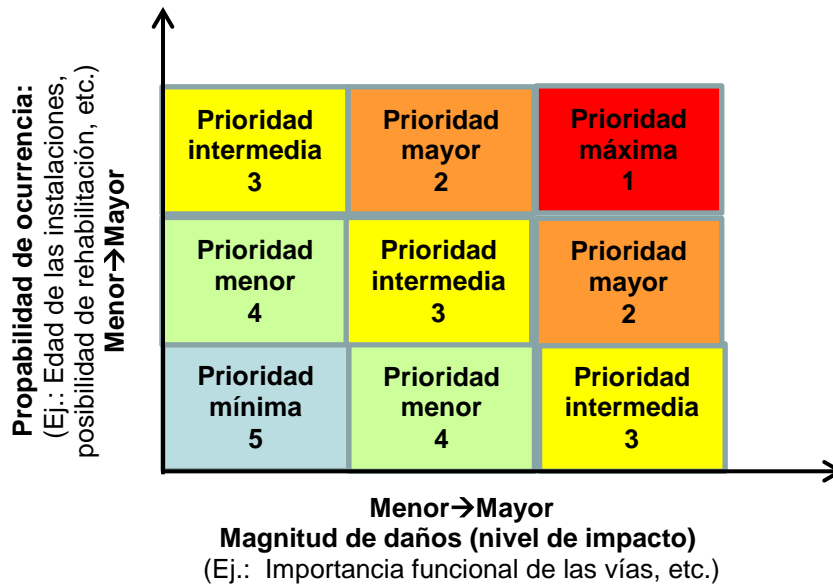 Propabilidad de ocurrencia:
(Ej.: Edad de las instalaciones,
posibilidad de rehabilitación, etc.)
Menor→Mayor
Prioridad
intermedia
3
Prioridad
mayor
2
Prioridad
máxima
1
Prioridad
menor
4
Prioridad
intermedia
3
Prioridad
mayor
2
Prioridad
mínima
5
Prioridad
menor
4
Prioridad
intermedia
3
Menor→Mayor
Magnitud de daños (nivel de impacto)
(Ej.: Importancia funcional de las vías, etc.)